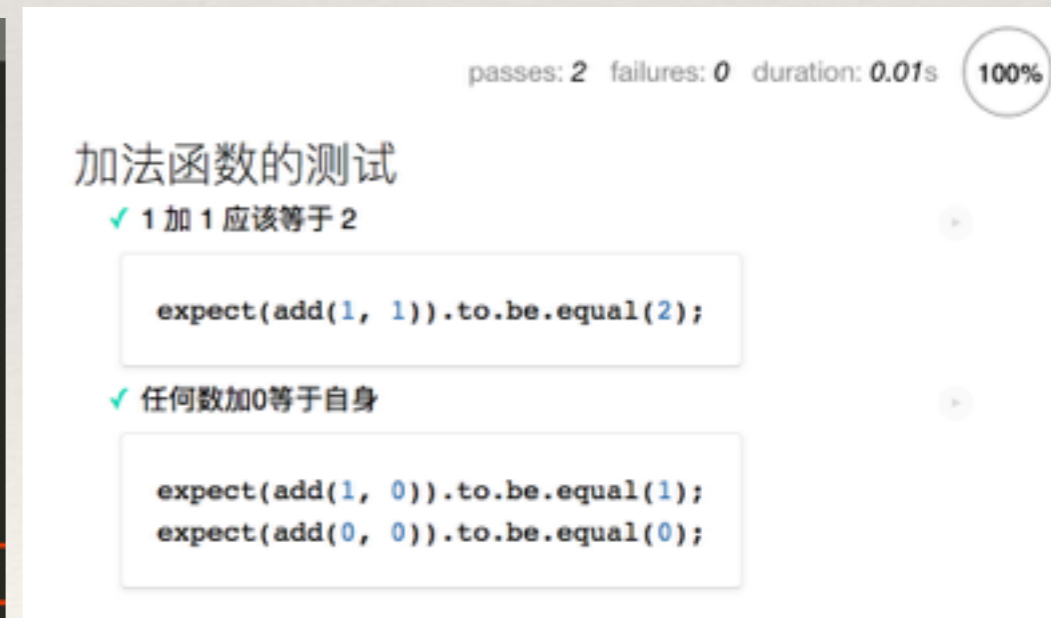 passes: 2 failures: 0 duration: 0.01s 100%
加法函数的测试
✓ 1 加 1 应该等于 2
expect(add(1, 1)).to.be.equal(2);
✓ 任何数加0等于自身
expect(add(1, 0)).to.be.equal(1);
expect(add(0, 0)).to.be.equal(0);